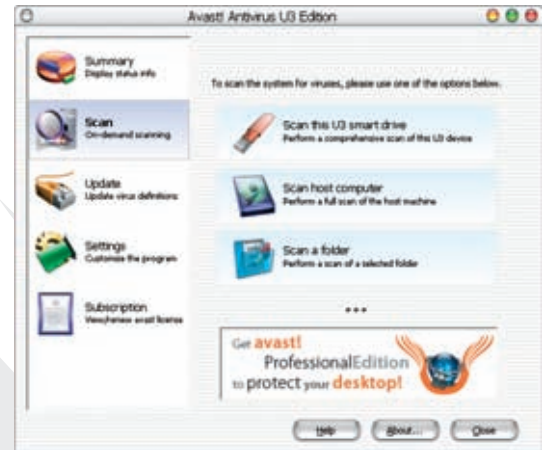 Avast! Antivirus U3 Edition
Summary
Display status info
Scan
On-demand scanning
Update
Update virus definitions
Settings
Customize the program
Subscription
View/renew avast license
To scan the system for viruses, please use one of the options below.
Scan this U3 smart drive
Perform a comprehensive scan of this U3 device
Scan host computer
Perform a full scan of the host machine
Scan a folder
Perform a scan of a selected folder
•••
Get avast!
ProfessionalEdition
to protect your desktop!
Help
About...
Close